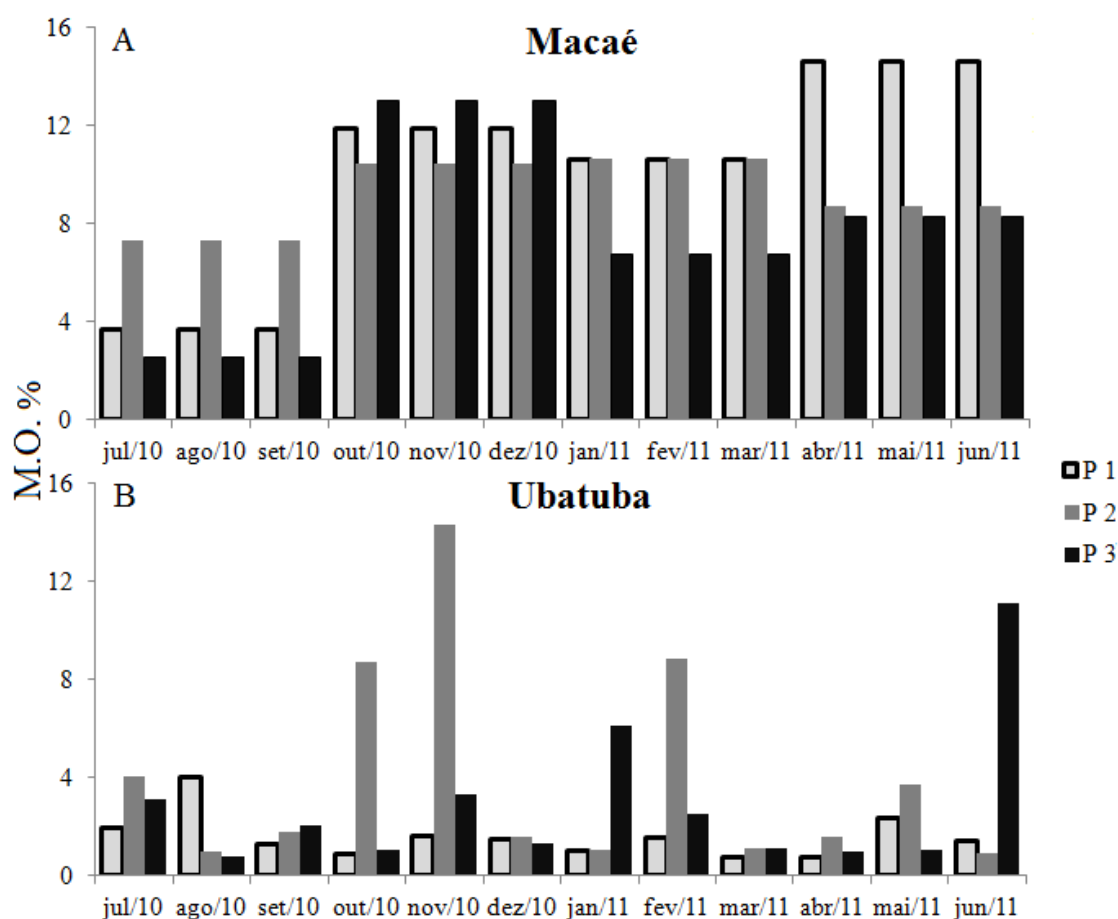 A
Macaé
16
12
8
4
0
jul/10 ago/10 set/10 out/10 nov/10 dez/10 jan/11 fev/11 mar/11 abr/11 mai/11 jun/11
M.O. %
B
Ubatuba
16
12
8
4
0
jul/10 ago/10 set/10 out/10 nov/10 dez/10 jan/11 fev/11 mar/11 abr/11 mai/11 jun/11
P 1
P 2
P 3